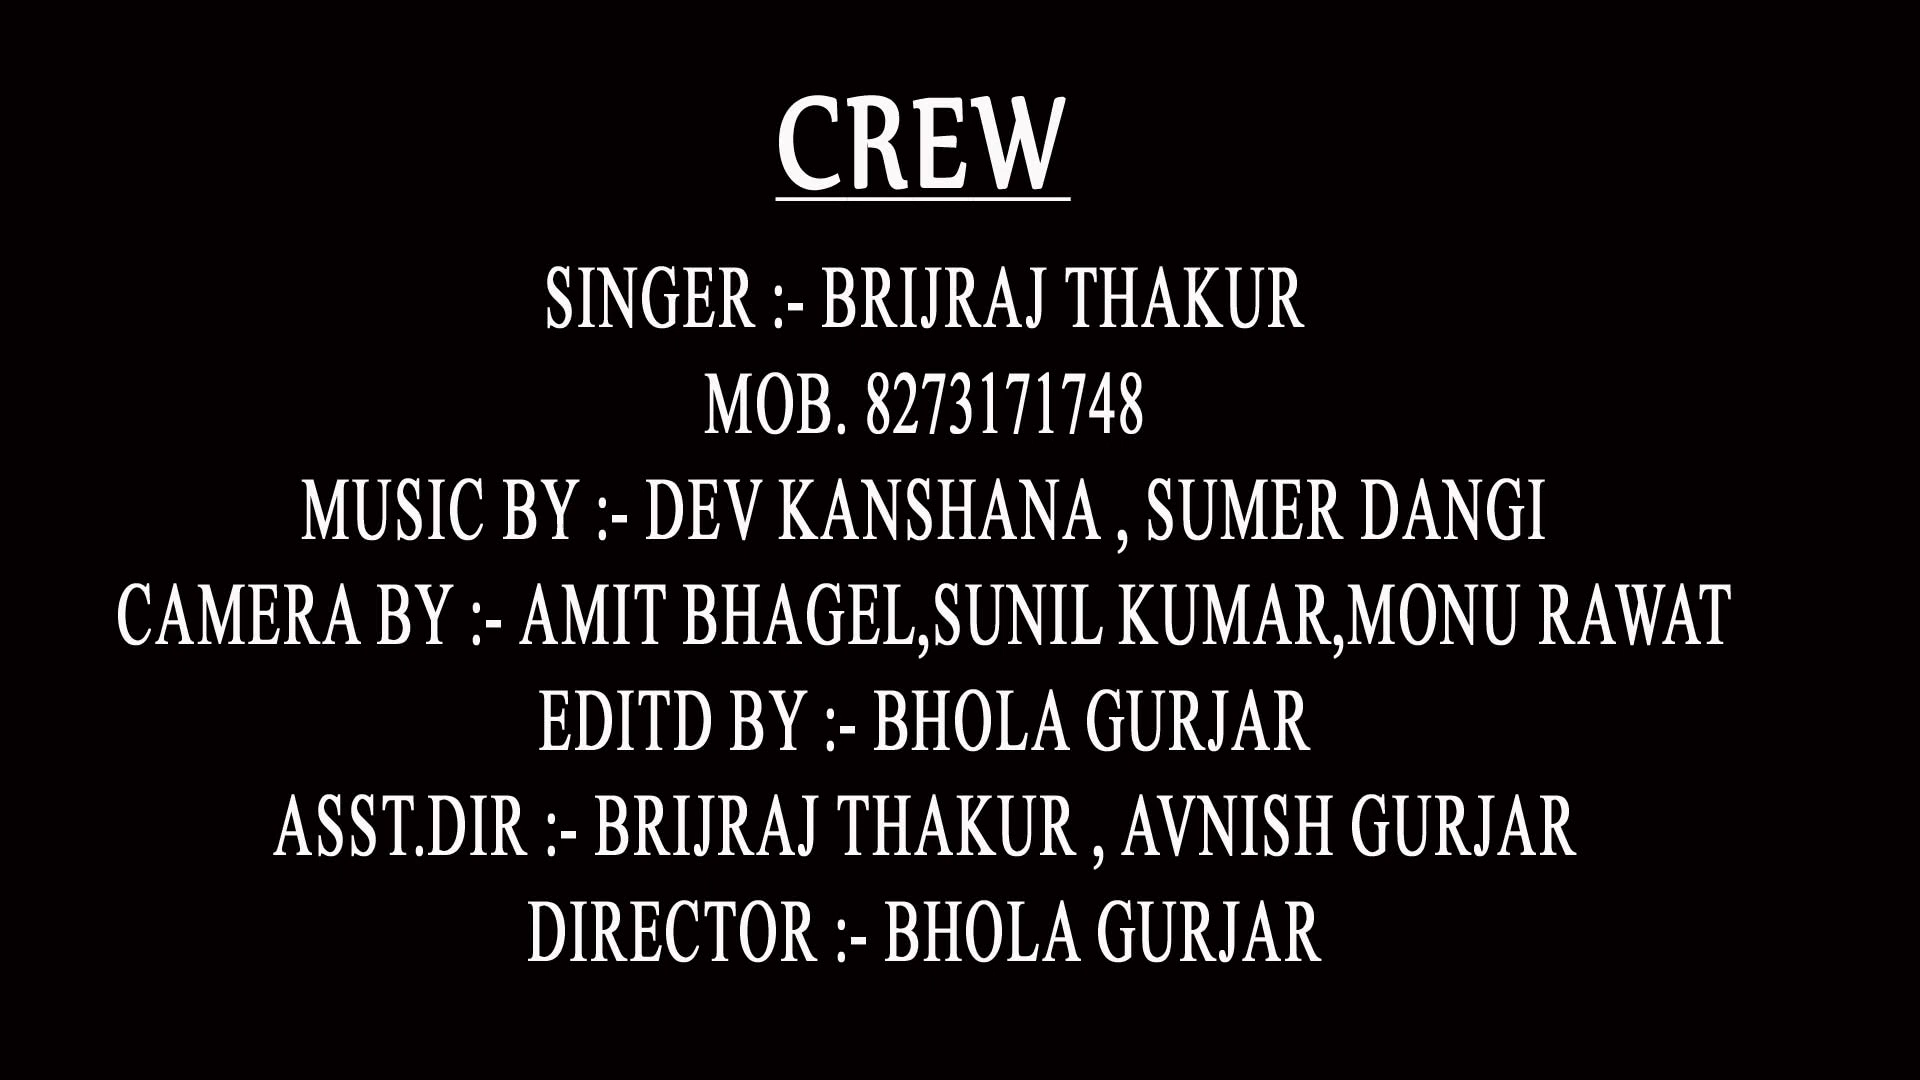 CREW
SINGER :- BRIJRAJ THAKUR
MOB. 8273171748
MUSIC BY :- DEV KANSHANA , SUMER DANGI
CAMERA BY :- AMIT BHAGEL,SUNIL KUMAR,MONU RAWAT
EDITD BY :- BHOLA GURJAR
ASST.DIR :- BRIJRAJ THAKUR , AVNISH GURJAR
DIRECTOR :- BHOLA GURJAR